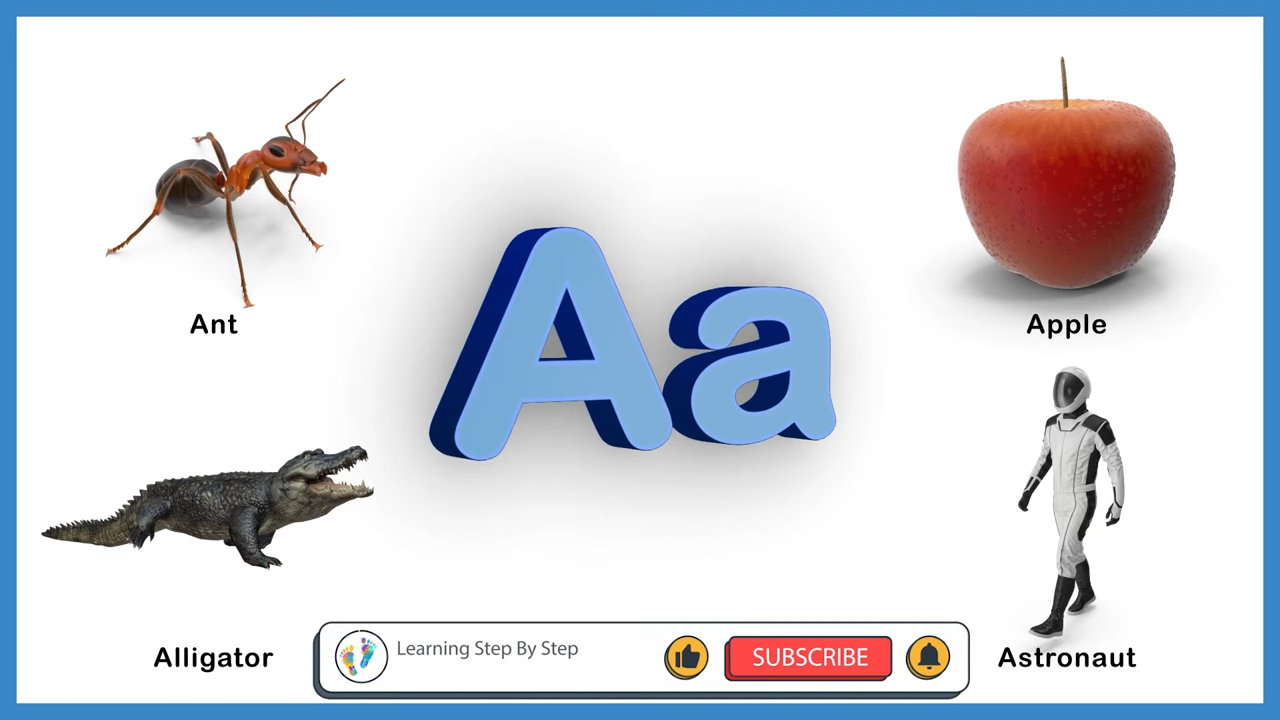 Ant
Apple
Aa
Alligator
Learning Step By Step
SUBSCRIBE
Astronaut